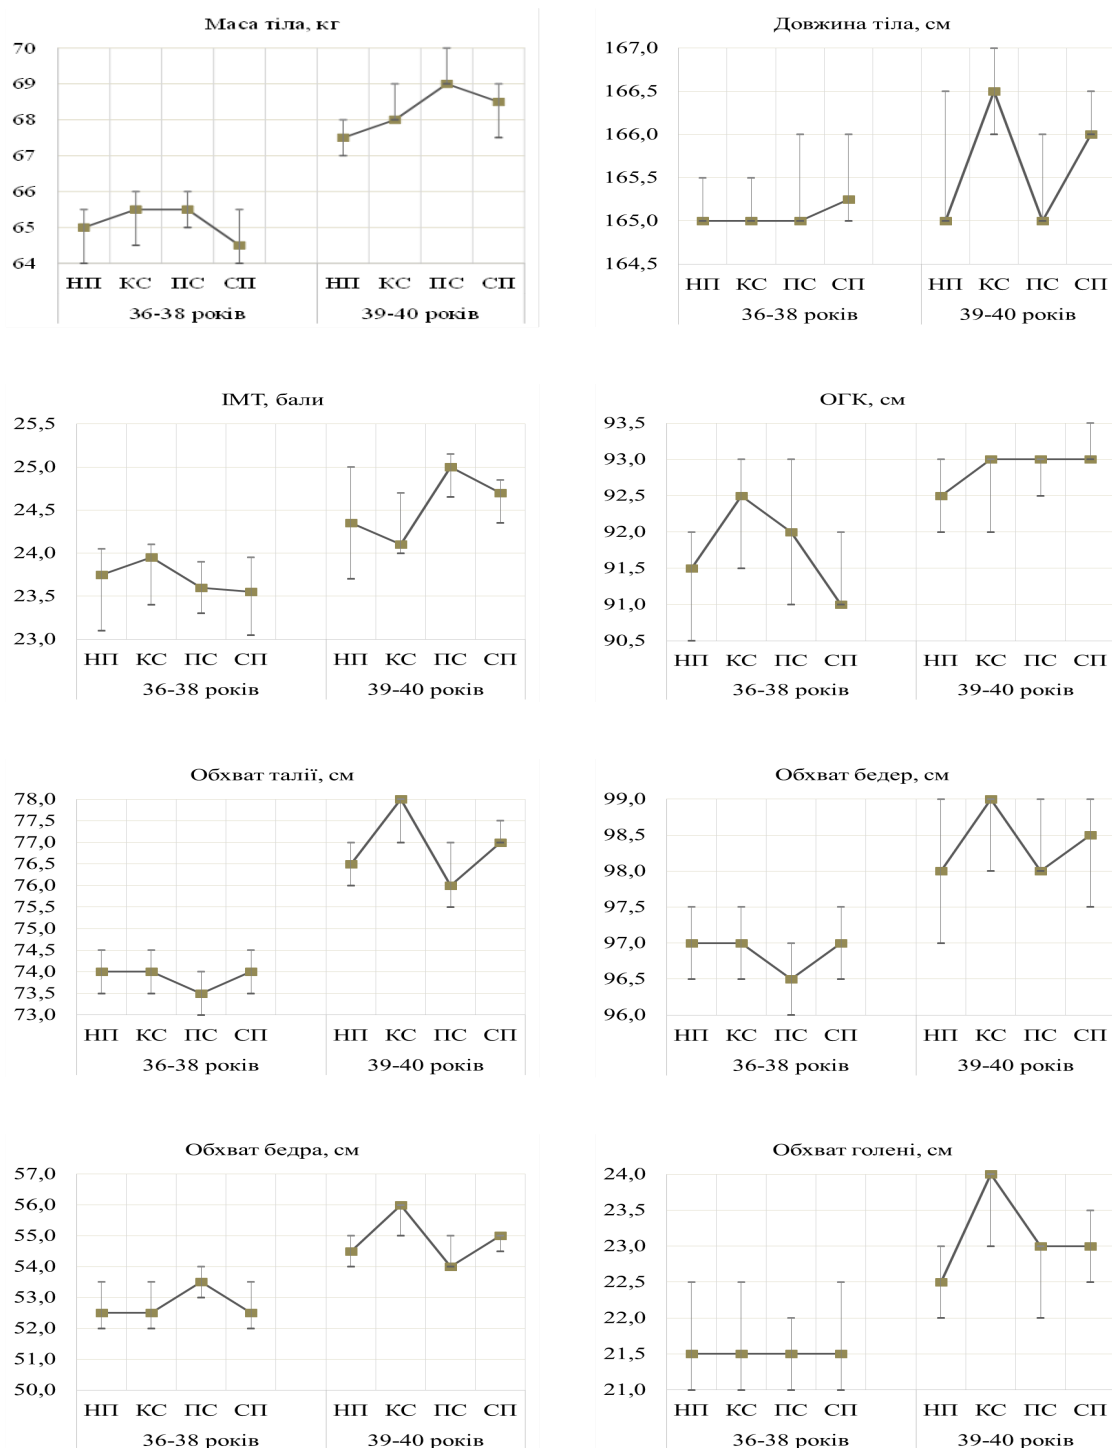 Маса тіла, кг
70
69
68
67
66
65
64
НП КС ПС СП НП КС ПС СП
36-38 років 39-40 років
Довжина тіла, см
167,0
166,5
166,0
165,5
165,0
164,5
НП КС ПС СП НП КС ПС СП
36-38 років 39-40 років
ІМТ, бали
25,5
25,0
24,5
24,0
23,5
23,0
НП КС ПС СП НП КС ПС СП
36-38 років 39-40 років
ОГК, см
93,5
93,0
92,5
92,0
91,5
91,0
90,5
НП КС ПС СП НП КС ПС СП
36-38 років 39-40 років
Обхват талії, см
78,0
77,5
77,0
76,5
76,0
75,5
75,0
74,5
74,0
73,5
73,0
НП КС ПС СП НП КС ПС СП
36-38 років 39-40 років
Обхват бедер, см
99,0
98,5
98,0
97,5
97,0
96,5
96,0
НП КС ПС СП НП КС ПС СП
36-38 років 39-40 років
Обхват бедра, см
57,0
56,0
55,0
54,0
53,0
52,0
51,0
50,0
НП КС ПС СП НП КС ПС СП
36-38 років 39-40 років
Обхват голені, см
24,0
23,5
23,0
22,5
22,0
21,5
21,0
НП КС ПС СП НП КС ПС СП
36-38 років 39-40 років